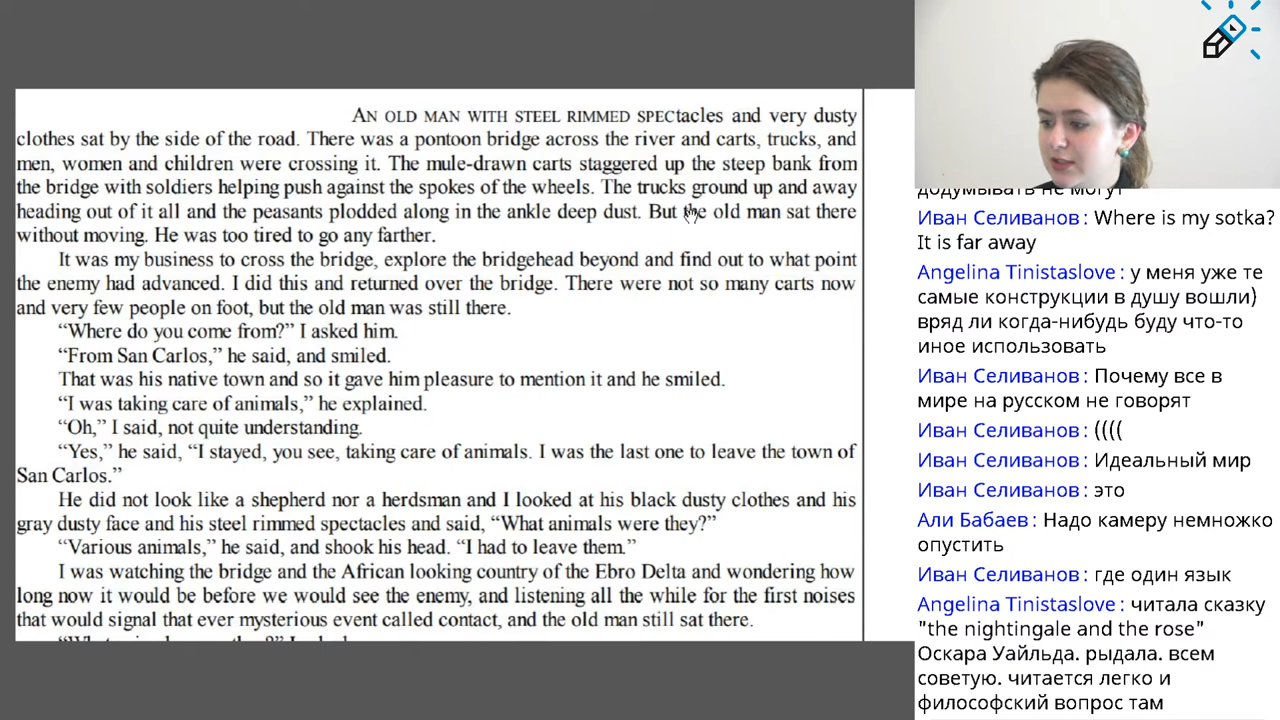 AN OLD MAN WITH STEEL RIMMED SPECtacles and very dusty
clothes sat by the side of the road. There was a pontoon bridge across the river and carts, trucks, and
men, women and children were crossing it. The mule-drawn carts staggered up the steep bank from
the bridge with soldiers helping push against the spokes of the wheels. The trucks ground up and away
heading out of it all and the peasants plodded along in the ankle deep dust. But the old man sat there
without moving. He was too tired to go any farther.
It was my business to cross the bridge, explore the bridgehead beyond and find out to what point
the enemy had advanced. I did this and returned over the bridge. There were not so many carts now
and very few people on foot, but the old man was still there.
“Where do you come from?” I asked him.
“From San Carlos,” he said, and smiled.
That was his native town and so it gave him pleasure to mention it and he smiled.
“I was taking care of animals,” he explained.
“Oh,” I said, not quite understanding.
“Yes,” he said, “I stayed, you see, taking care of animals. I was the last one to leave the town of
San Carlos.”
He did not look like a shepherd nor a herdsman and I looked at his black dusty clothes and his
gray dusty face and his steel rimmed spectacles and said, “What animals were they?”
“Various animals,” he said, and shook his head. “I had to leave them.”
I was watching the bridge and the African looking country of the Ebro Delta and wondering how
long now it would be before we would see the enemy, and listening all the while for the first noises
that would signal that ever mysterious event called contact, and the old man still sat there.
додумывать не могут
Иван Селиванов : Where is my sotka?
It is far away
Angelina Tinistaslove : у меня уже те
самые конструкции в душу вошли)
вряд ли когда-нибудь буду что-то
иное использовать
Иван Селиванов : Почему все в
мире на русском не говорят
Иван Селиванов : ((((
Иван Селиванов : Идеальный мир
Иван Селиванов : это
Али Бабаев : Надо камеру немножко
опустить
Иван Селиванов : где один язык
Angelina Tinistaslove : читала сказку
"the nightingale and the rose"
Оскара Уайльда. рыдала. всем
советую. читается легко и
философский вопрос там